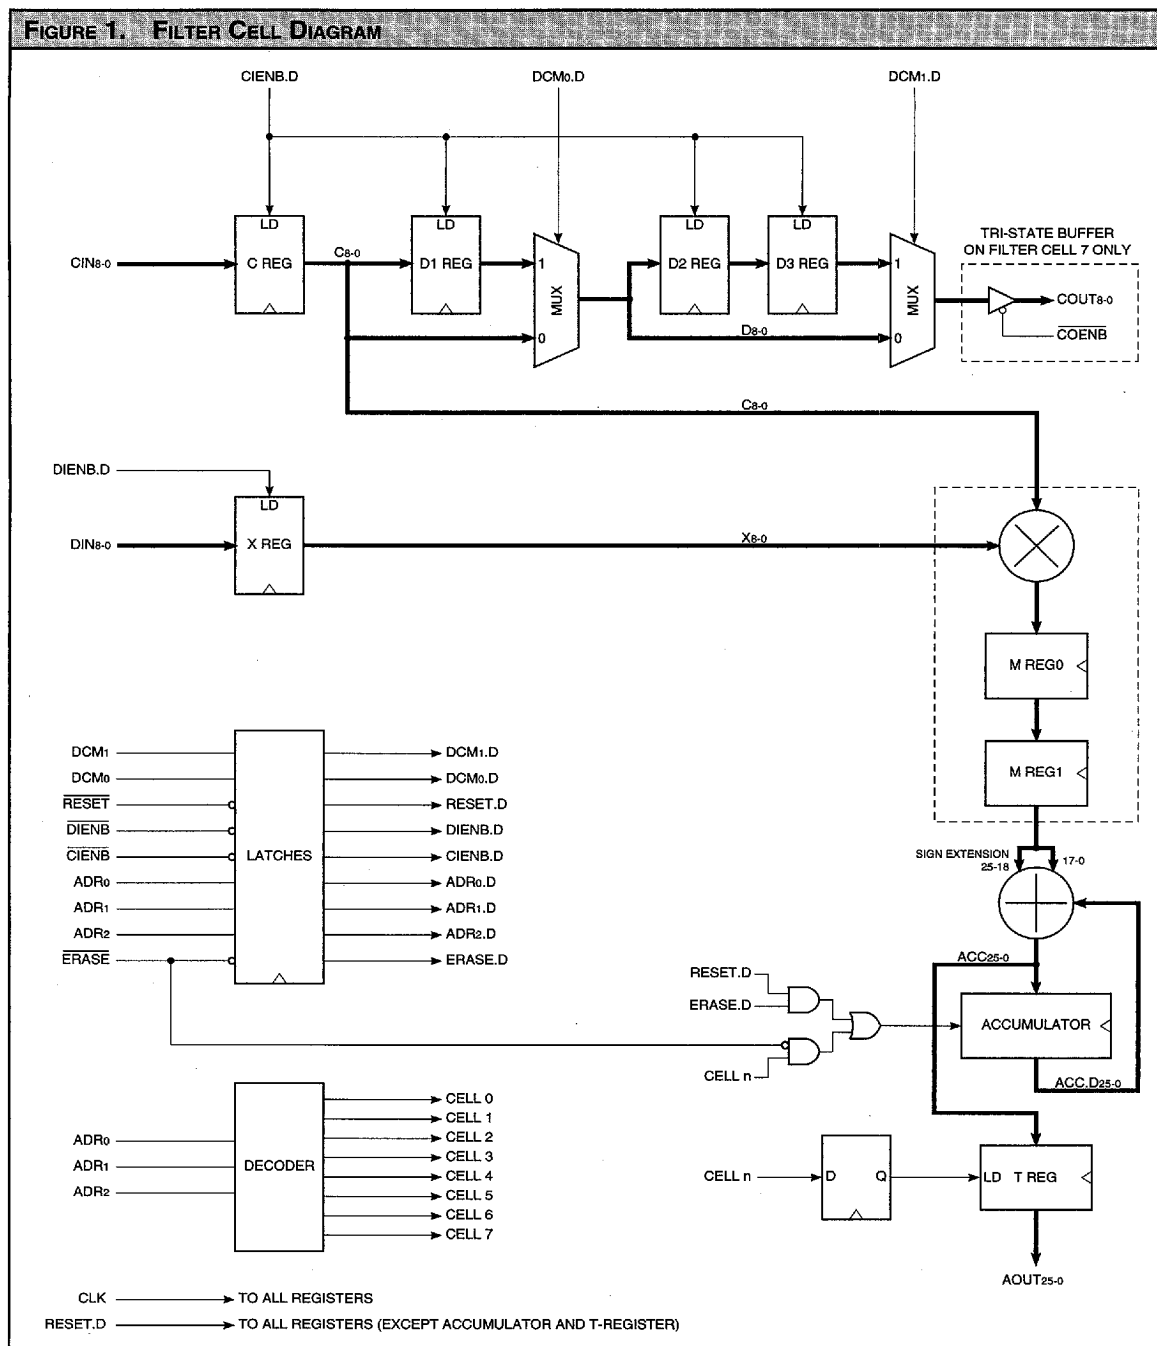 FIGURE 1. FILTER CELL DIAGRAM
CIENB.D
DCM0.D
DCM1.D
LD
LD
LD
LD
TRI-STATE BUFFER
ON FILTER CELL 7 ONLY
CIN8-0
C REG
C8-0
D1 REG
1
MUX
0
D2 REG
D3 REG
D8-0
1
MUX
0
COUT8-0
COENB
C8-0
DIENB.D
LD
DIN8-0
X REG
X8-0
M REG0
M REG1
DCM1
DCM0
RESET
DIENB
CIENB
ADR0
ADR1
ADR2
ERASE
LATCHES
DCM1.D
DCM0.D
RESET.D
DIENB.D
CIENB.D
ADR0.D
ADR1.D
ADR2.D
ERASE.D
SIGN EXTENSION
25-18
17-0
ACC25-0
RESET.D
ERASE.D
CELL n
ACCUMULATOR
ACC.D25-0
ADR0
ADR1
ADR2
DECODER
CELL 0
CELL 1
CELL 2
CELL 3
CELL 4
CELL 5
CELL 6
CELL 7
CELL n
D
Q
LD T REG
AOUT25-0
CLK TO ALL REGISTERS
RESET.D TO ALL REGISTERS (EXCEPT ACCUMULATOR AND T-REGISTER)